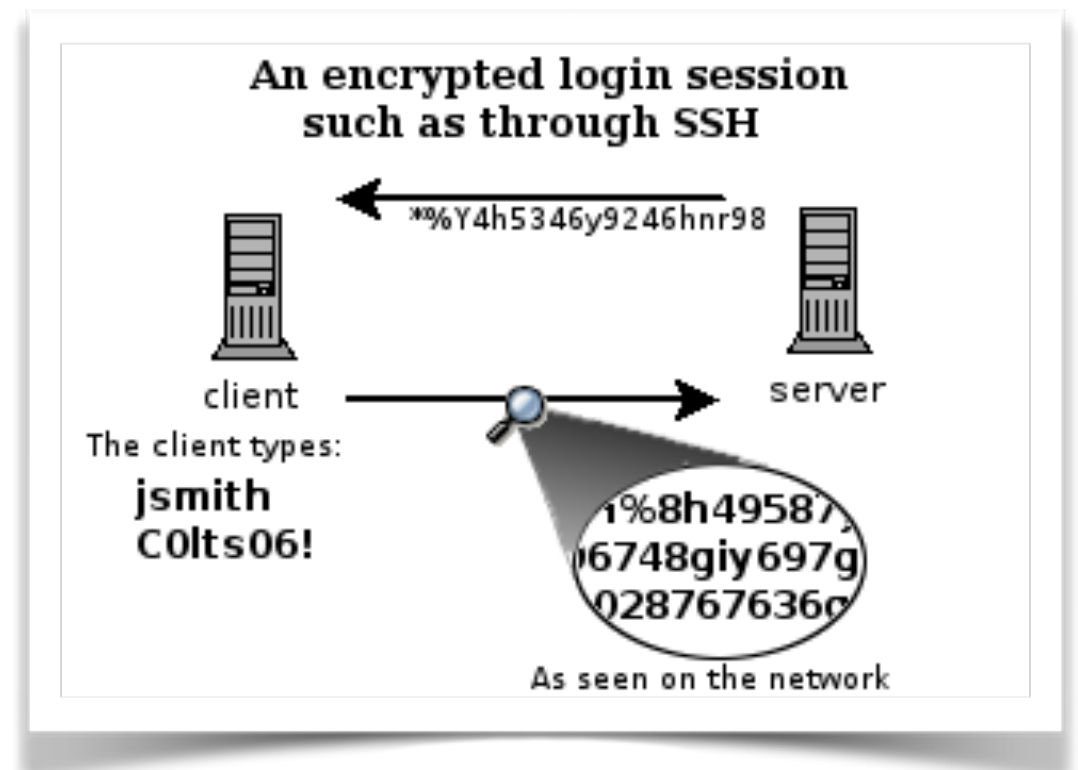 An encrypted login session
such as through SSH
*%Y4h5346y9246hnr98
client
server
The client types:
jsmith
C0lts06!
%8h49587
6748giy697g
028767636
As seen on the network